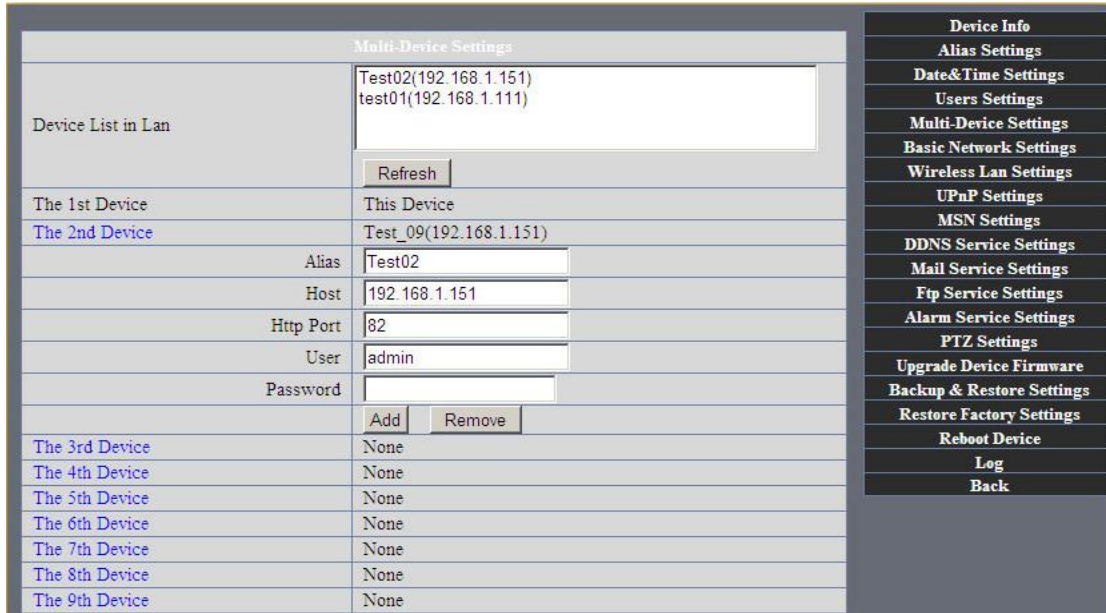 Multi-Device Settings
Device List in Lan
Test02(192.168.1.151)
test01(192.168.1.111)
Refresh
The 1st Device This Device
The 2nd Device Test_09(192.168.1.151)
Alias Test02
Host 192.168.1.151
Http Port 82
User admin
Password
Add Remove
The 3rd Device None
The 4th Device None
The 5th Device None
The 6th Device None
The 7th Device None
The 8th Device None
The 9th Device None
Device Info
Alias Settings
Date&Time Settings
Users Settings
Multi-Device Settings
Basic Network Settings
Wireless Lan Settings
UPnP Settings
MSN Settings
DDNS Service Settings
Mail Service Settings
Ftp Service Settings
Alarm Service Settings
PTZ Settings
Upgrade Device Firmware
Backup & Restore Settings
Restore Factory Settings
Reboot Device
Log
Back